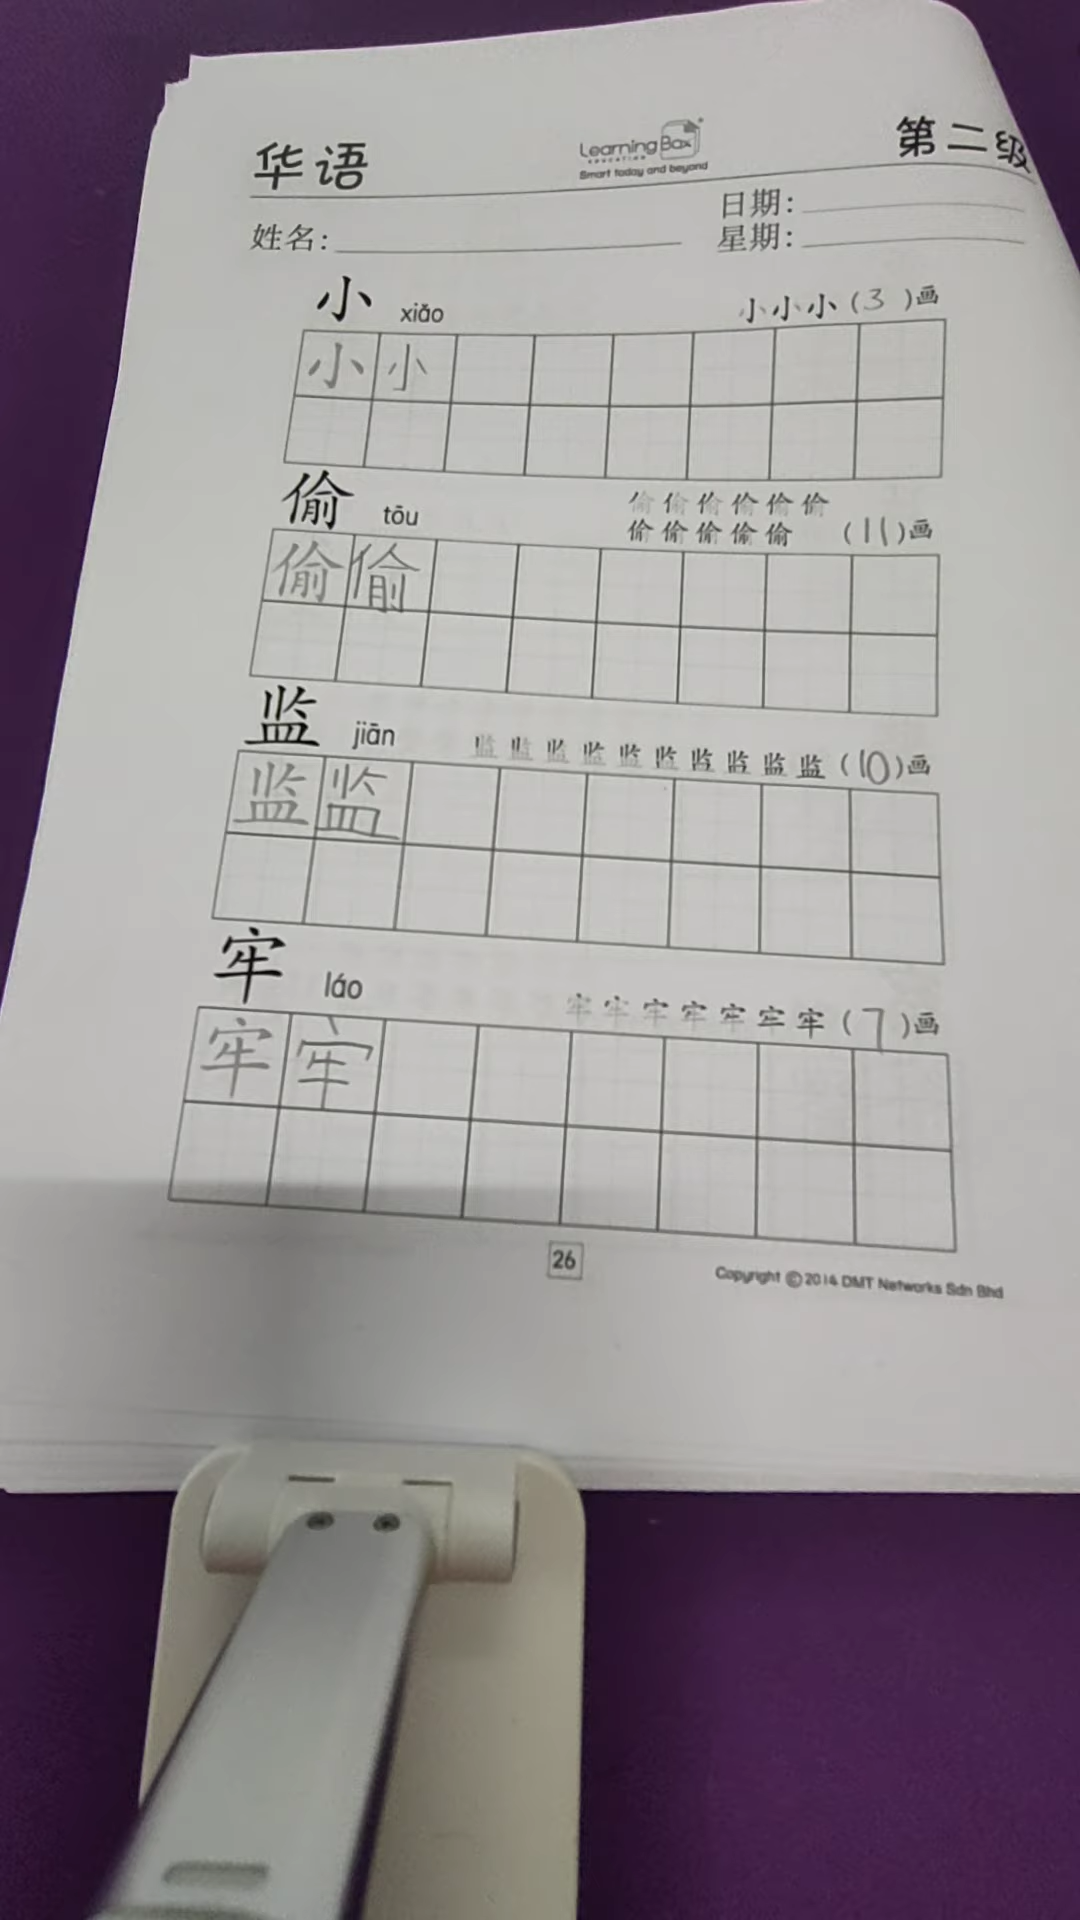 华语
LearningBox
EDUCATION
Smart today and beyond
第二级
姓名:
日期:
星期:
小 xiǎo 小小小(3)画
小小
偷 tōu 偷偷偷偷偷偷
偷偷偷偷偷 (11)画
偷偷
监 jiān 监监监监监监监监监监(10)画
监监
牢 láo 牢牢牢牢牢牢牢(7)画
牢牢
26
Copyright ©2014 DMT Networks Sdn Bhd